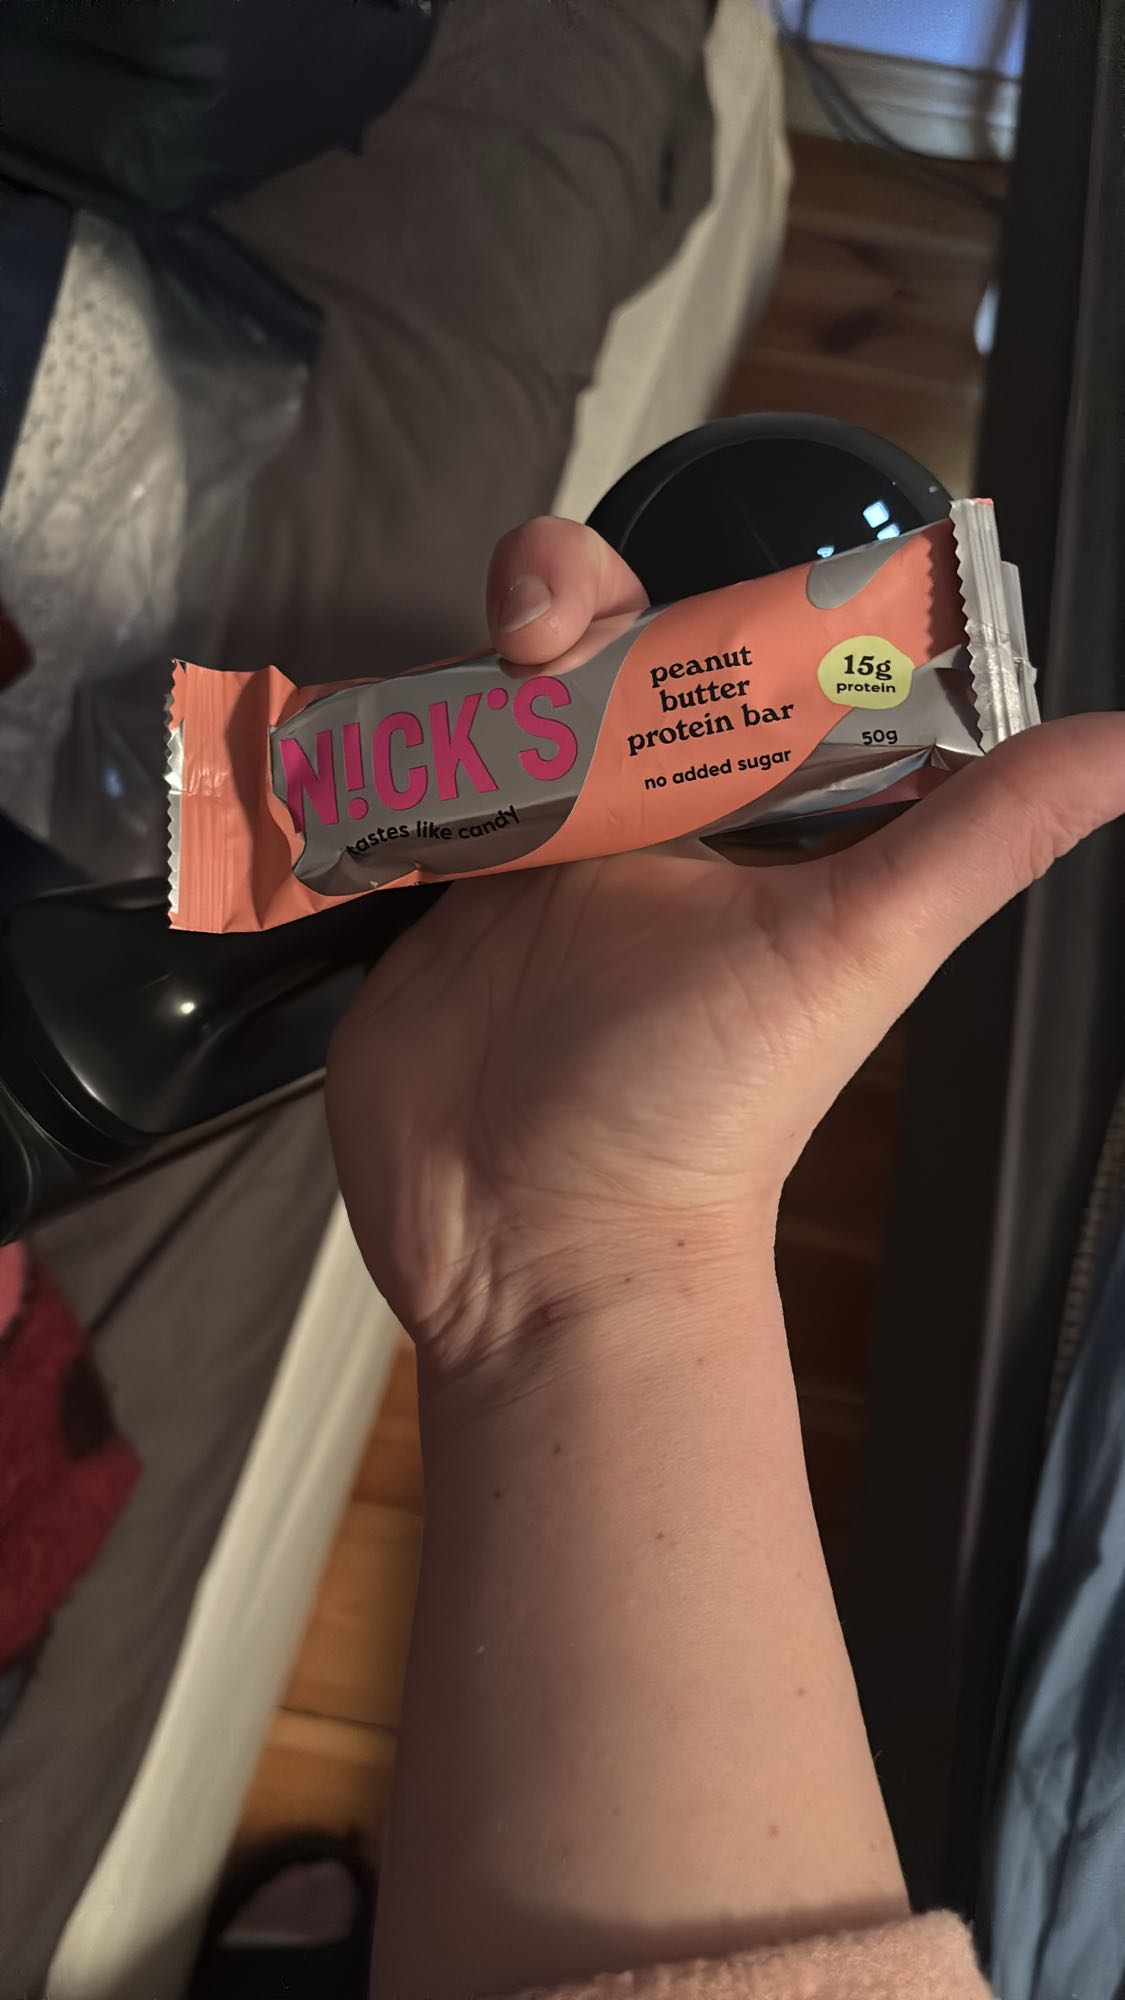 N!CK'S
tastes like candy
peanut
butter
protein bar
no added sugar
15g
protein
50g